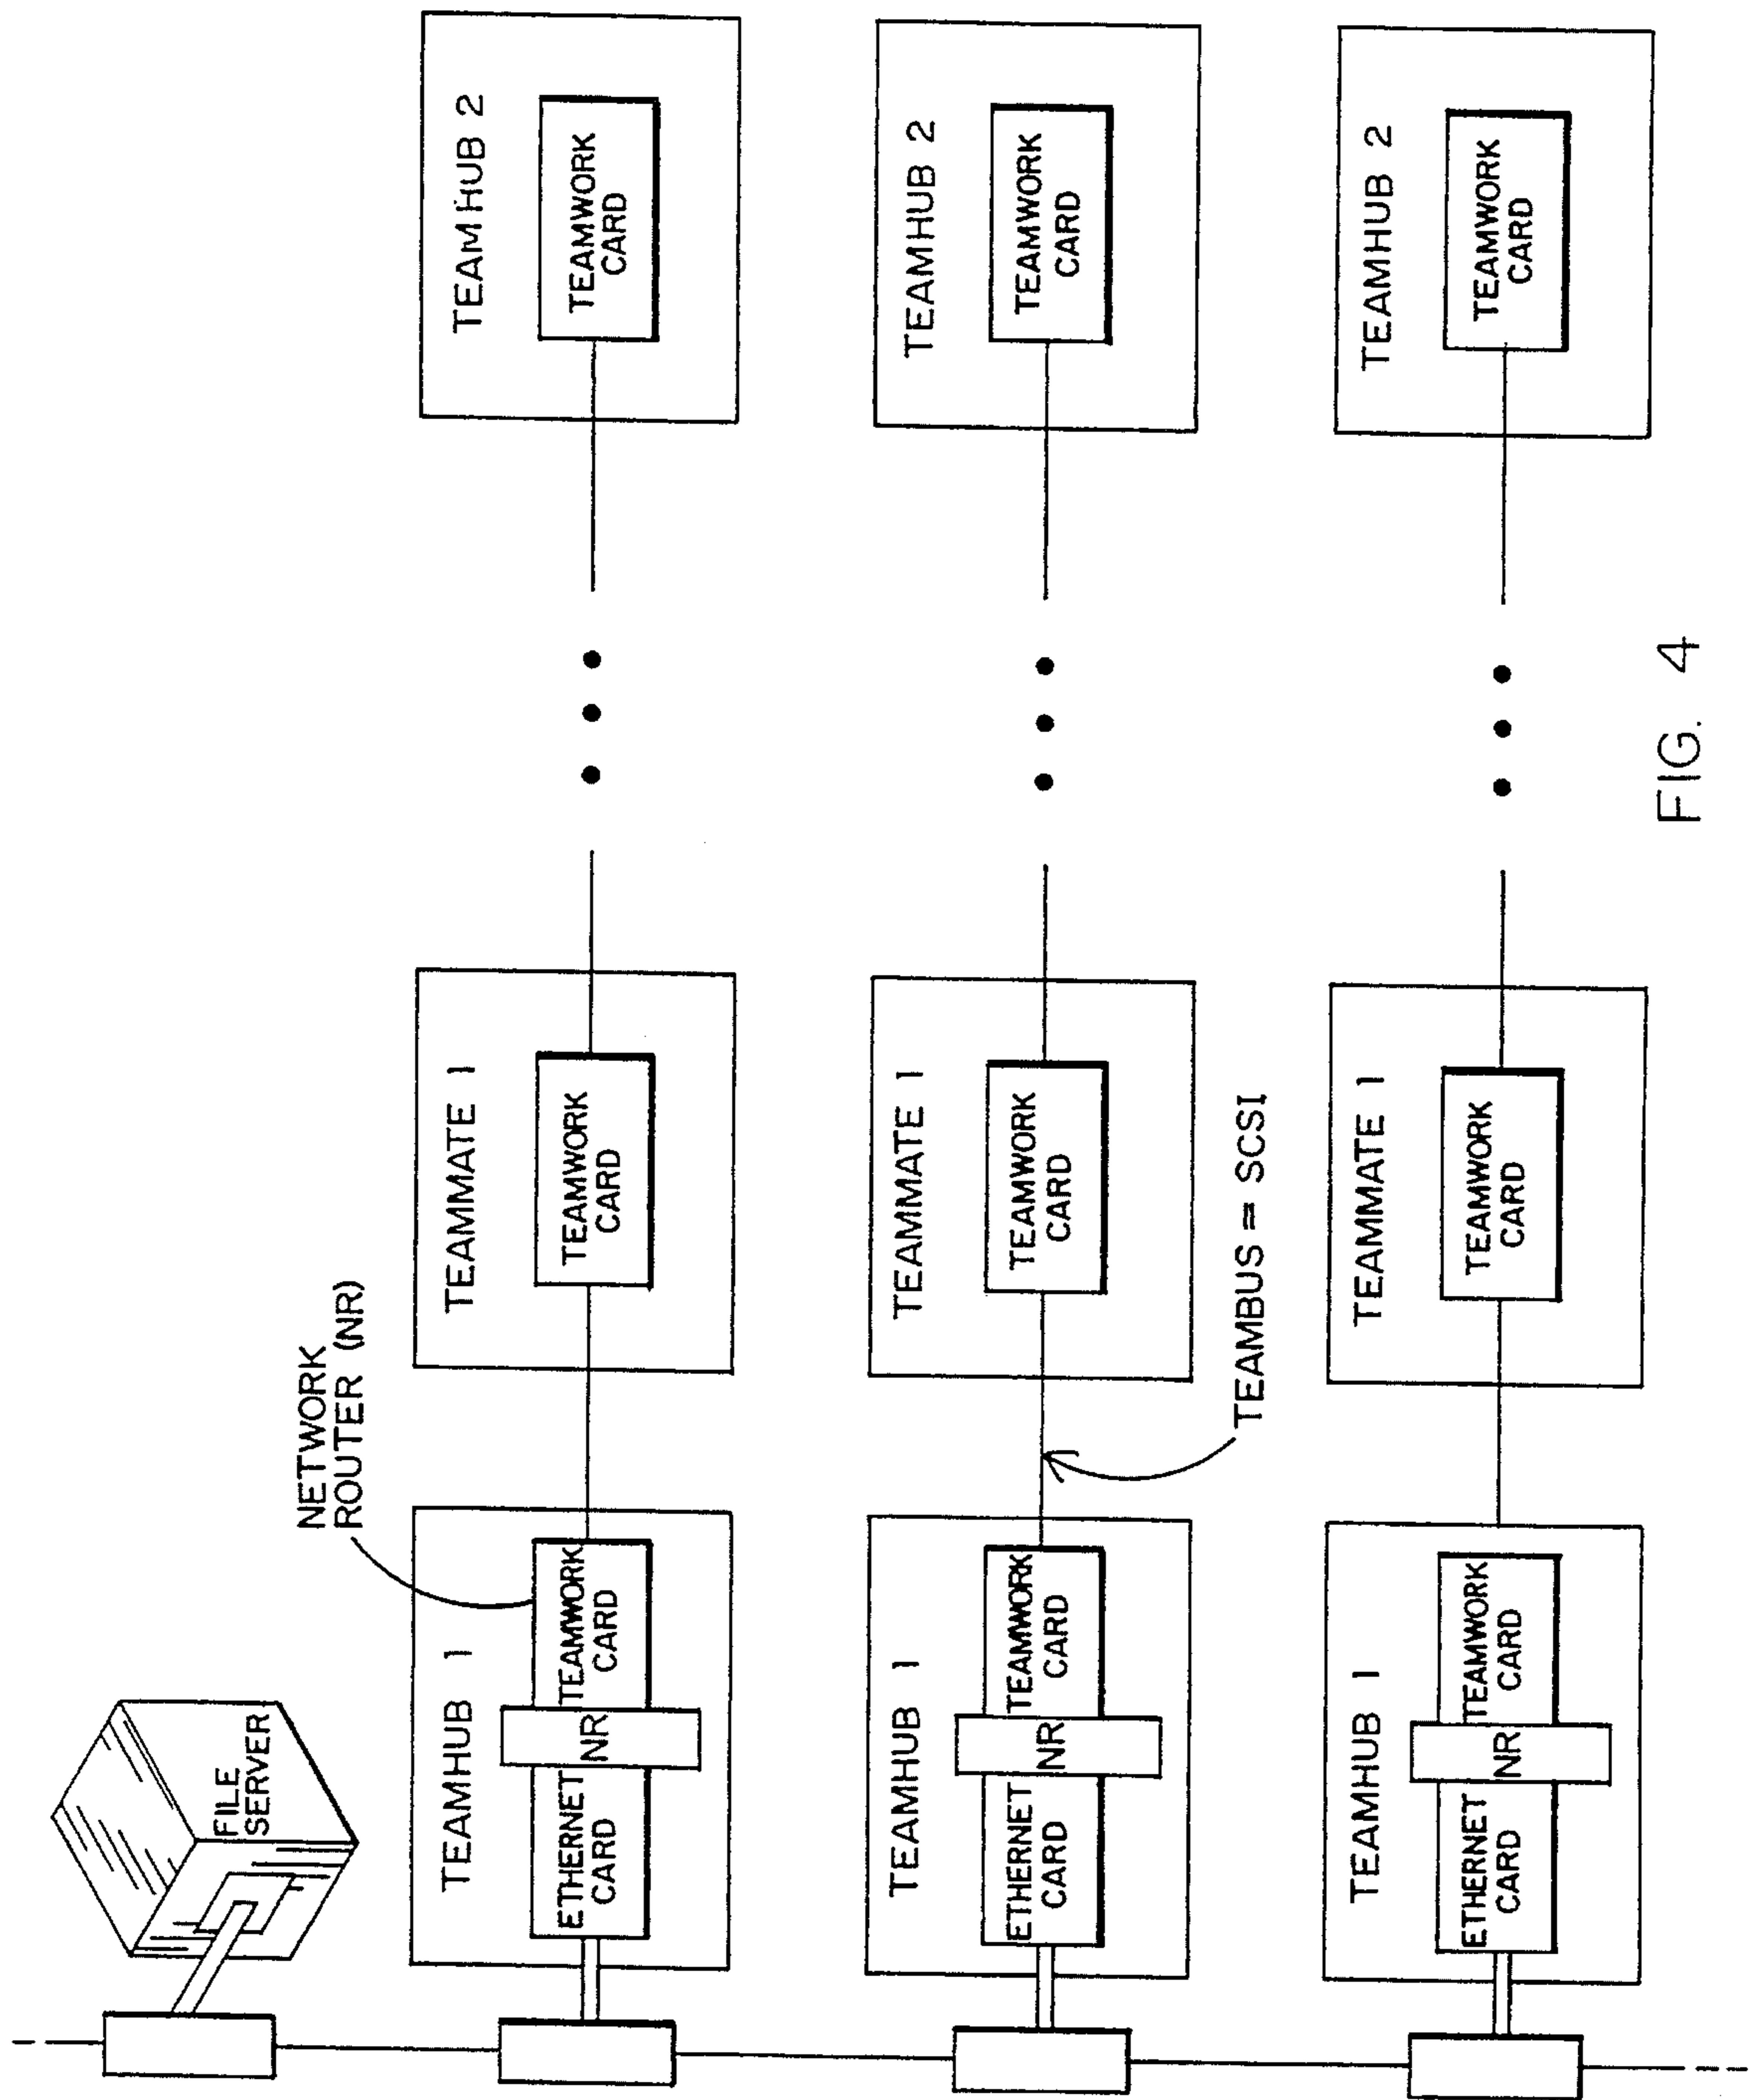 FILE
SERVER
NETWORK
ROUTER (NR)
TEAMHUB 1
ETHERNET
CARD
NR
TEAMWORK
CARD
TEAMMATE 1
TEAMWORK
CARD
TEAMHUB 2
TEAMWORK
CARD
TEAMHUB 1
ETHERNET
CARD
NR
TEAMWORK
CARD
TEAMMATE 1
TEAMWORK
CARD
TEAMHUB 2
TEAMWORK
CARD
TEAMBUS = SCSI
TEAMHUB 1
ETHERNET
CARD
NR
TEAMWORK
CARD
TEAMMATE 1
TEAMWORK
CARD
TEAMHUB 2
TEAMWORK
CARD
FIG. 4